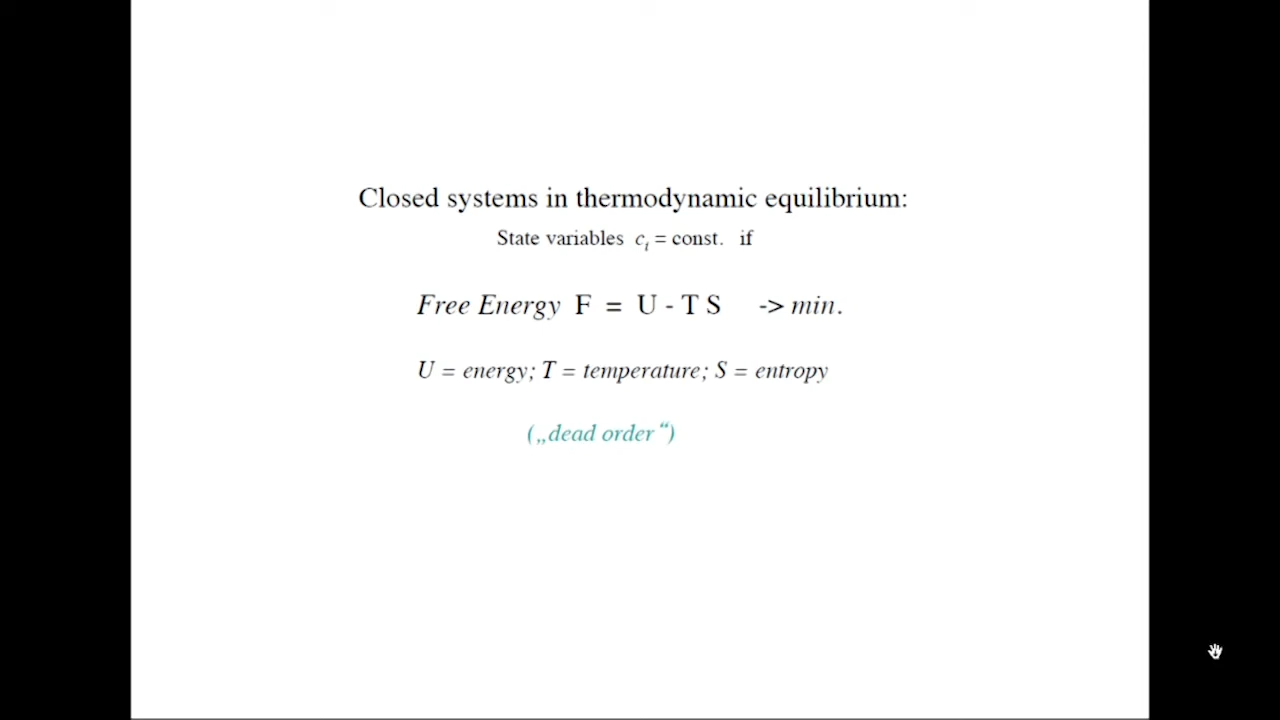 Closed systems in thermodynamic equilibrium:
State variables c_i = const. if
Free Energy F = U - T S -> min.
U = energy; T = temperature; S = entropy
(„dead order“)